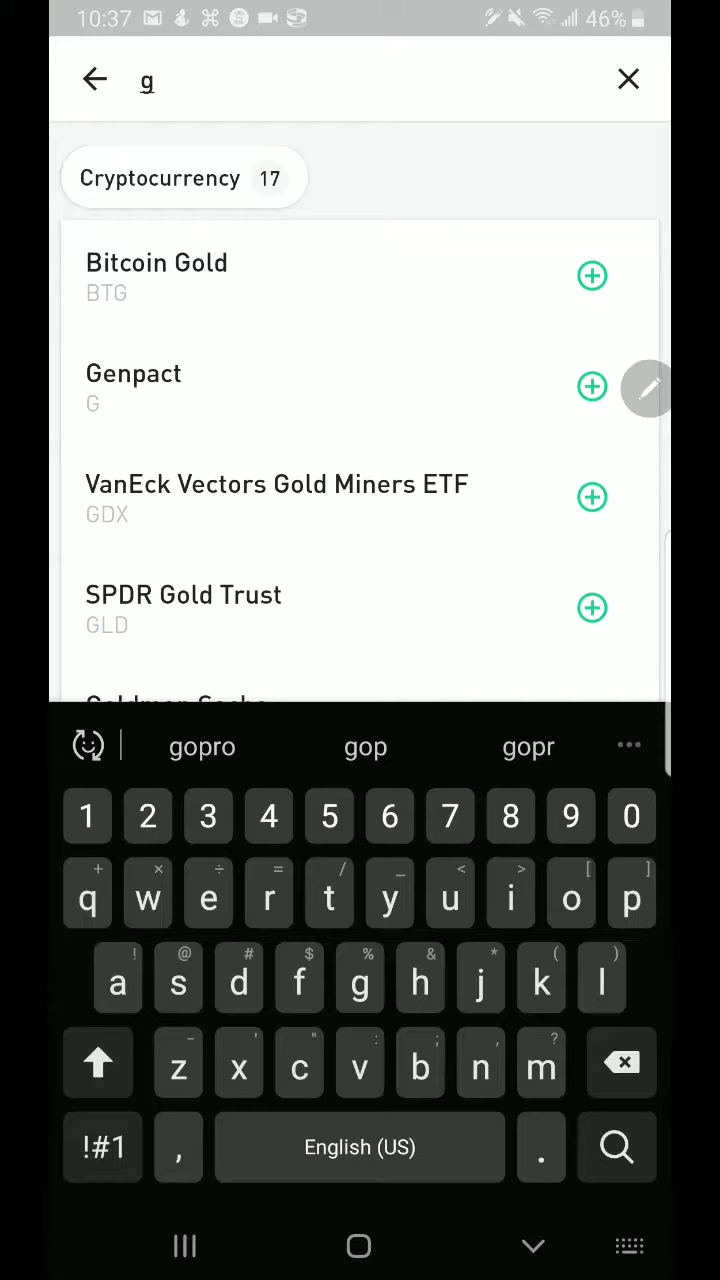 10:37
46%
g
Cryptocurrency 17
Bitcoin Gold
BTG
Genpact
G
VanEck Vectors Gold Miners ETF
GDX
SPDR Gold Trust
GLD
gopro gop gopr
1 2 3 4 5 6 7 8 9 0
+ × ÷ = / _ < > [ ]
q w e r t y u i o p
! @ # $ % & * ( )
a s d f g h j k l
- ' " : ; , ?
z x c v b n m
!#1 , English (US) .